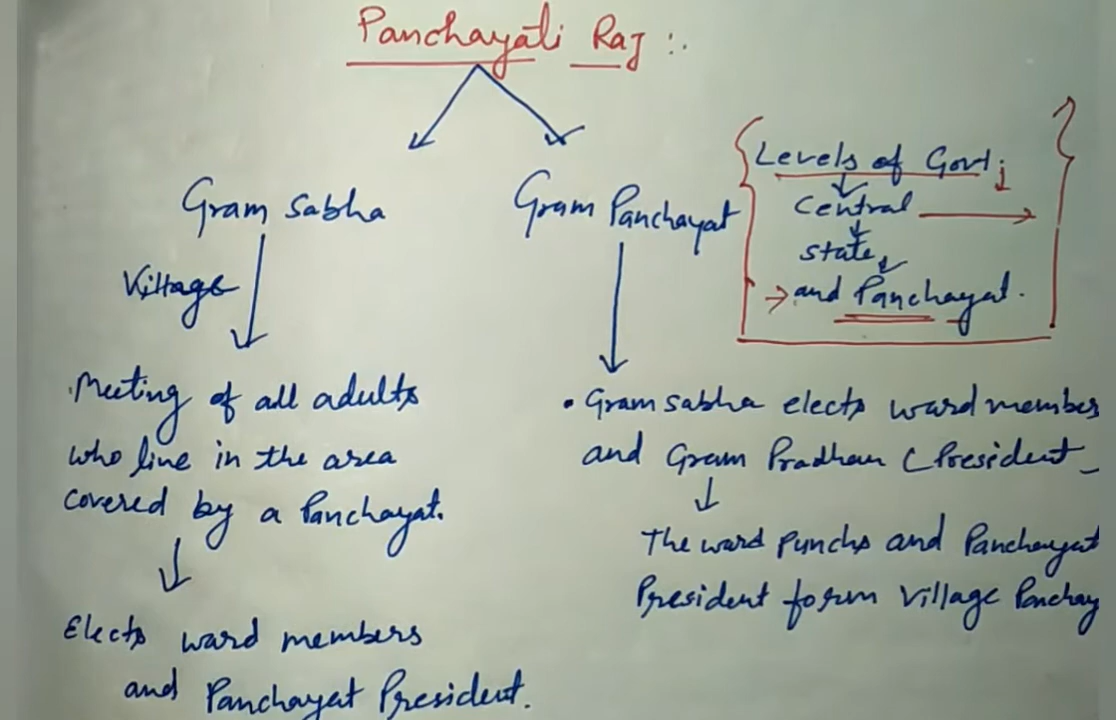 Panchayati Raj :.
Gram Sabha
Village
Meeting of all adults
who line in the area
covered by a Panchayat.
Elects ward members
and Panchayat President.
Gram Panchayat
• Gram sabha elects ward member
and Gram Pradhan (President
The ward punchs and Panchayat
President form Village Panchay
Levels of Govt;
Central
state,
and Panchayat.